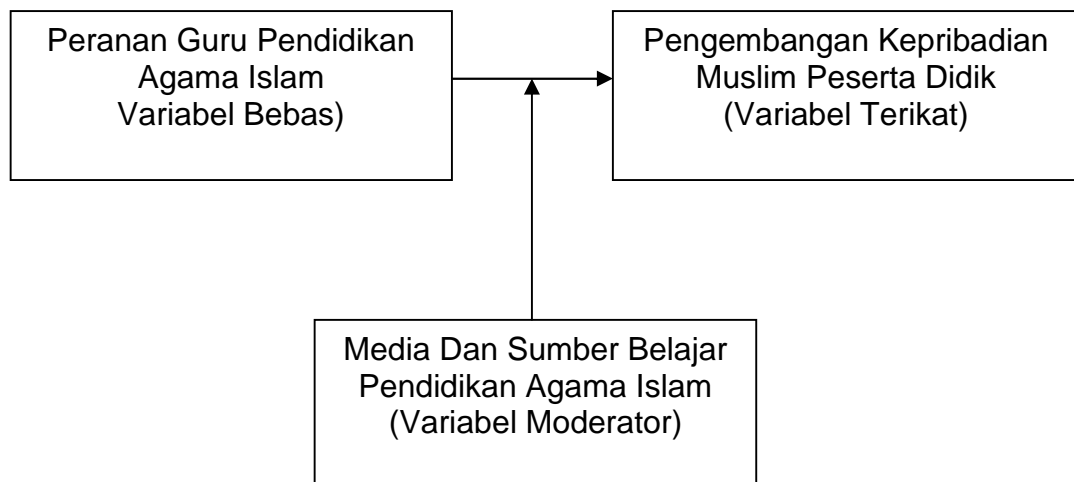 Peranan Guru Pendidikan
Agama Islam
Variabel Bebas)
Pengembangan Kepribadian
Muslim Peserta Didik
(Variabel Terikat)
Media Dan Sumber Belajar
Pendidikan Agama Islam
(Variabel Moderator)